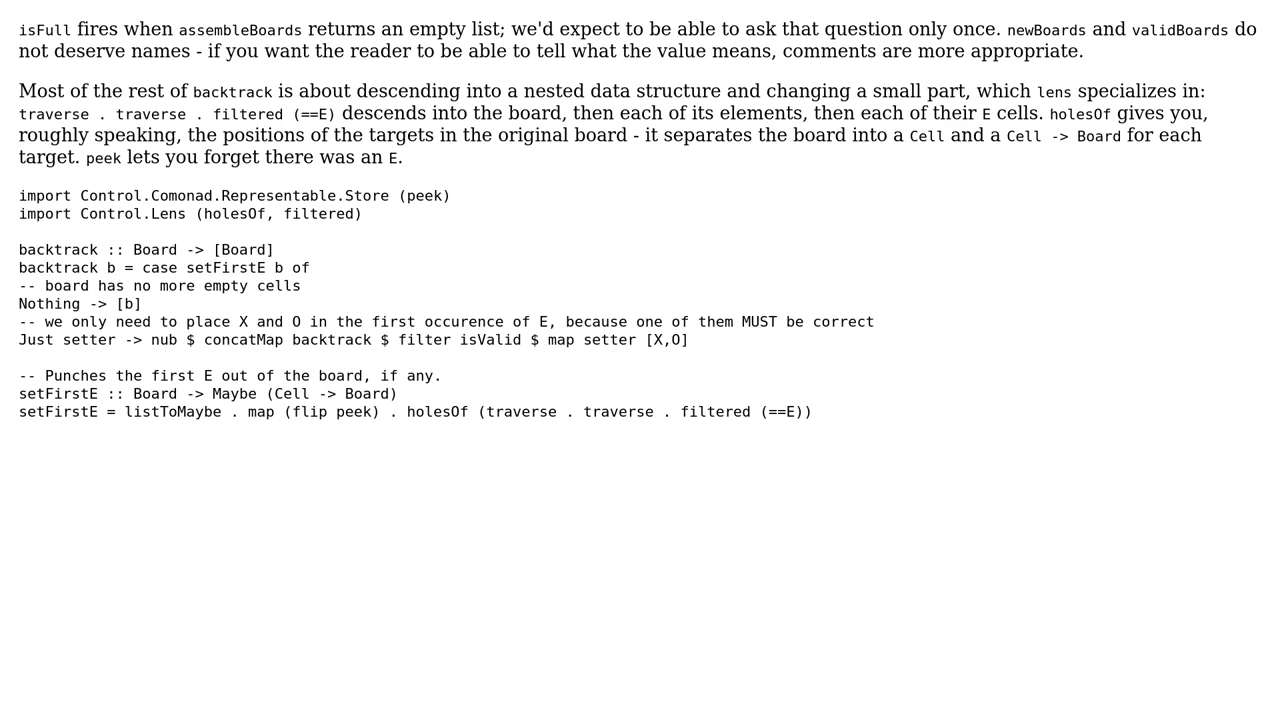 isFull fires when assembleBoards returns an empty list; we'd expect to be able to ask that question only once. newBoards and validBoards do
not deserve names - if you want the reader to be able to tell what the value means, comments are more appropriate.
Most of the rest of backtrack is about descending into a nested data structure and changing a small part, which lens specializes in:
traverse . traverse . filtered (==E) descends into the board, then each of its elements, then each of their E cells. holesOf gives you,
roughly speaking, the positions of the targets in the original board - it separates the board into a Cell and a Cell -> Board for each
target. peek lets you forget there was an E.
import Control.Comonad.Representable.Store (peek)
import Control.Lens (holesOf, filtered)
backtrack :: Board -> [Board]
backtrack b = case setFirstE b of
-- board has no more empty cells
Nothing -> [b]
-- we only need to place X and O in the first occurence of E, because one of them MUST be correct
Just setter -> nub $ concatMap backtrack $ filter isValid $ map setter [X,O]
-- Punches the first E out of the board, if any.
setFirstE :: Board -> Maybe (Cell -> Board)
setFirstE = listToMaybe . map (flip peek) . holesOf (traverse . traverse . filtered (==E))